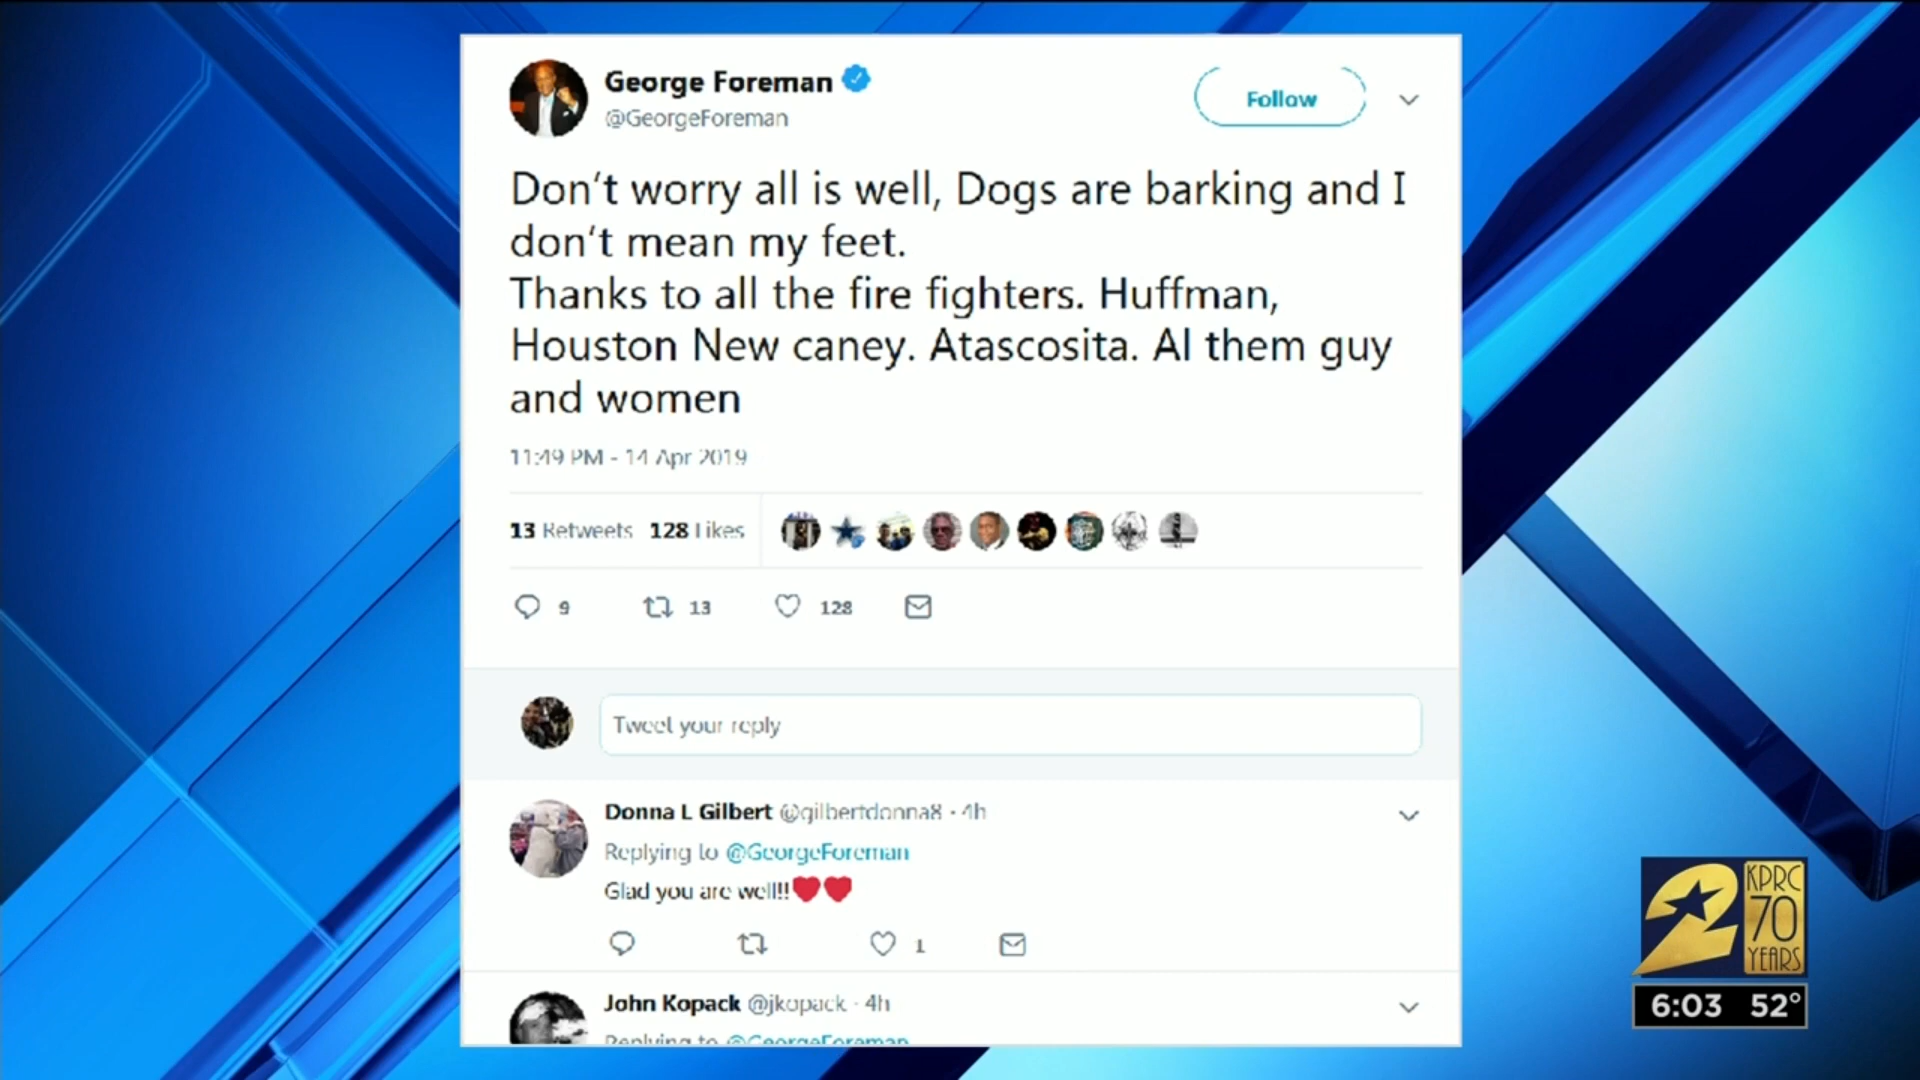 George Foreman
@GeorgeForeman
Follow
Don't worry all is well, Dogs are barking and I
don't mean my feet.
Thanks to all the fire fighters. Huffman,
Houston New caney. Atascosita. Al them guy
and women
11:49 PM - 14 Apr 2019
13 Retweets 128 Likes
9 13 128
Tweet your reply
Donna L Gilbert @gilbertdonna8 · 4h
Replying to @GeorgeForeman
Glad you are well!!
1
John Kopack @jkopack · 4h
Replying to @GeorgeForeman
2
KPRC
70
YEARS
6:03 52°